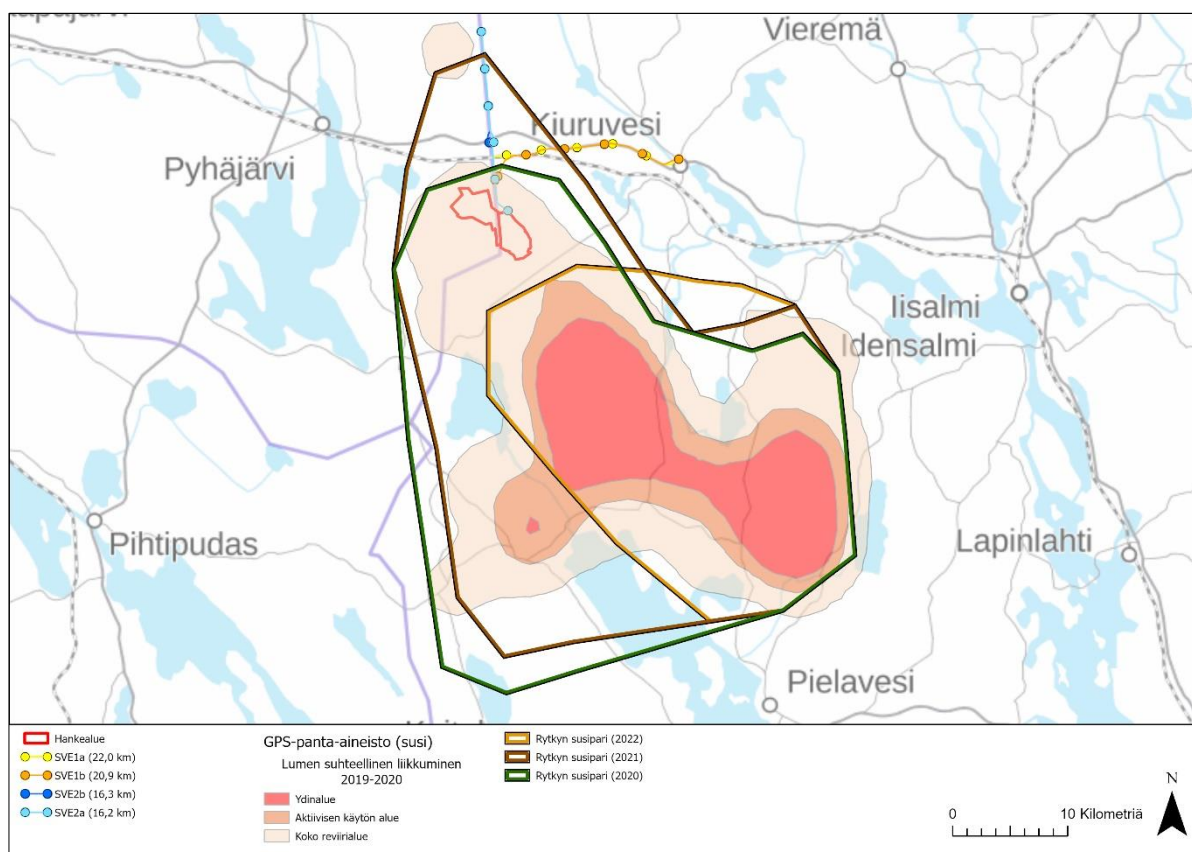 Vieremä
Kiuruvesi
Pyhäjärvi
Iisalmi
Idensalmi
Pihtipudas
Lapinlahti
Pielavesi
Hankealue
SVE1a (22,0 km)
SVE1b (20,9 km)
SVE2b (16,3 km)
SVE2a (16,2 km)
GPS-panta-aineisto (susi)
Lumen suhteellinen liikkuminen
2019-2020
Ydinalue
Aktiivisen käytön alue
Koko reviirialue
Rytkyn susipari (2022)
Rytkyn susipari (2021)
Rytkyn susipari (2020)
0 10 Kilometriä
N